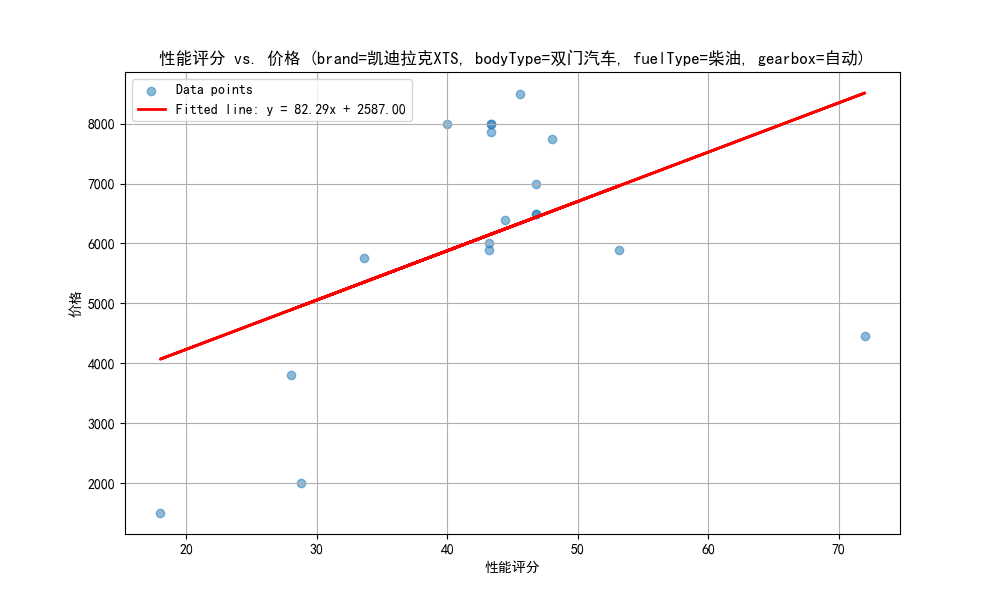 性能评分 vs. 价格 (brand=凯迪拉克XTS, bodyType=双门汽车, fuelType=柴油, gearbox=自动)
Data points
Fitted line: y = 82.29x + 2587.00
8000
7000
6000
5000
4000
3000
2000
价格
20 30 40 50 60 70
性能评分